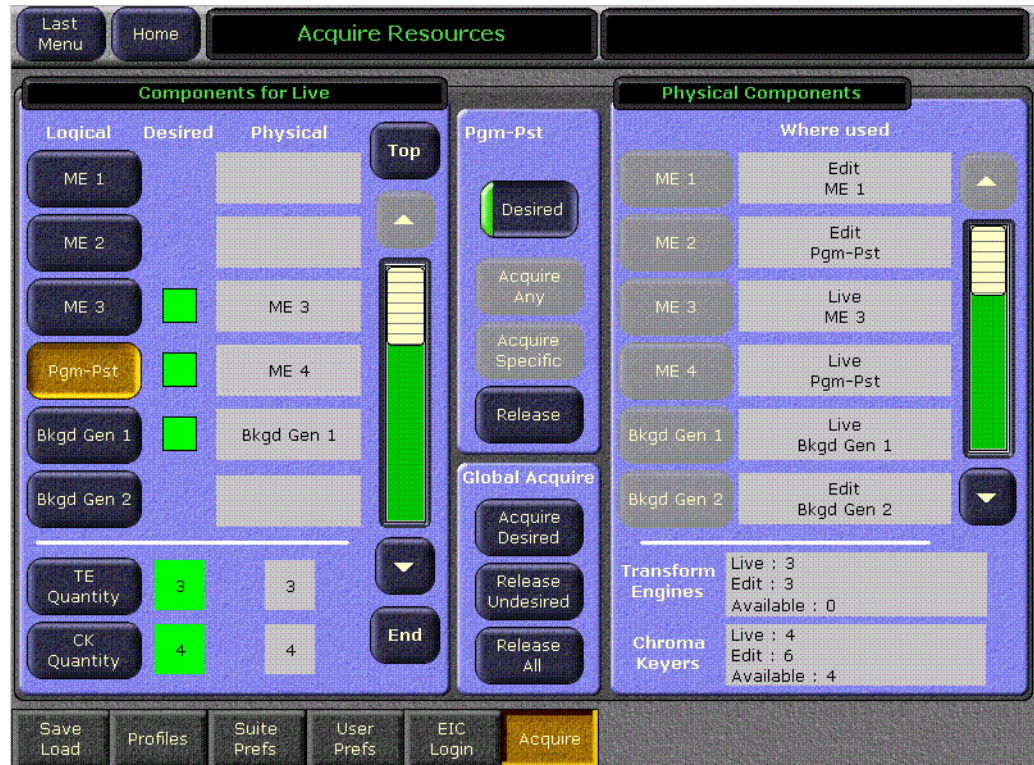 Last
Menu
Home
Acquire Resources
Components for Live
Logical Desired Physical
ME 1
ME 2
ME 3
ME 3
Pgm-Pst
ME 4
Bkgd Gen 1
Bkgd Gen 1
Bkgd Gen 2
TE
Quantity
3
3
CK
Quantity
4
4
Top
End
Pgm-Pst
Desired
Acquire
Any
Acquire
Specific
Release
Global Acquire
Acquire
Desired
Release
Undesired
Release
All
Physical Components
Where used
ME 1
Edit
ME 1
ME 2
Edit
Pgm-Pst
ME 3
Live
ME 3
ME 4
Live
Pgm-Pst
Bkgd Gen 1
Live
Bkgd Gen 1
Bkgd Gen 2
Edit
Bkgd Gen 2
Transform
Engines
Live : 3
Edit : 3
Available : 0
Chroma
Keyers
Live : 4
Edit : 6
Available : 4
Save
Load
Profiles
Suite
Prefs
User
Prefs
EIC
Login
Acquire